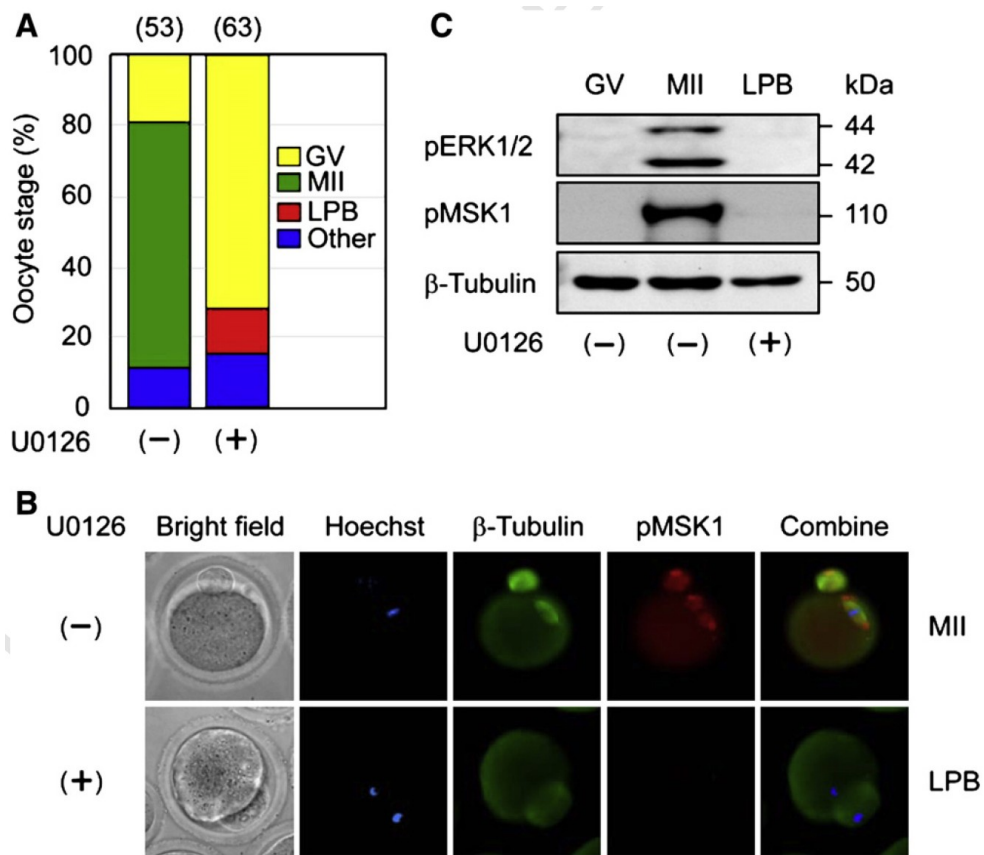 A
(53) (63)
100
80
60
40
20
0
Oocyte stage (%)
GV
MII
LPB
Other
U0126 (−) (+)
C
GV MII LPB kDa
pERK1/2
44
42
pMSK1
110
β-Tubulin
50
U0126 (−) (−) (+)
B
U0126 Bright field Hoechst β-Tubulin pMSK1 Combine
(−) MII
(+) LPB